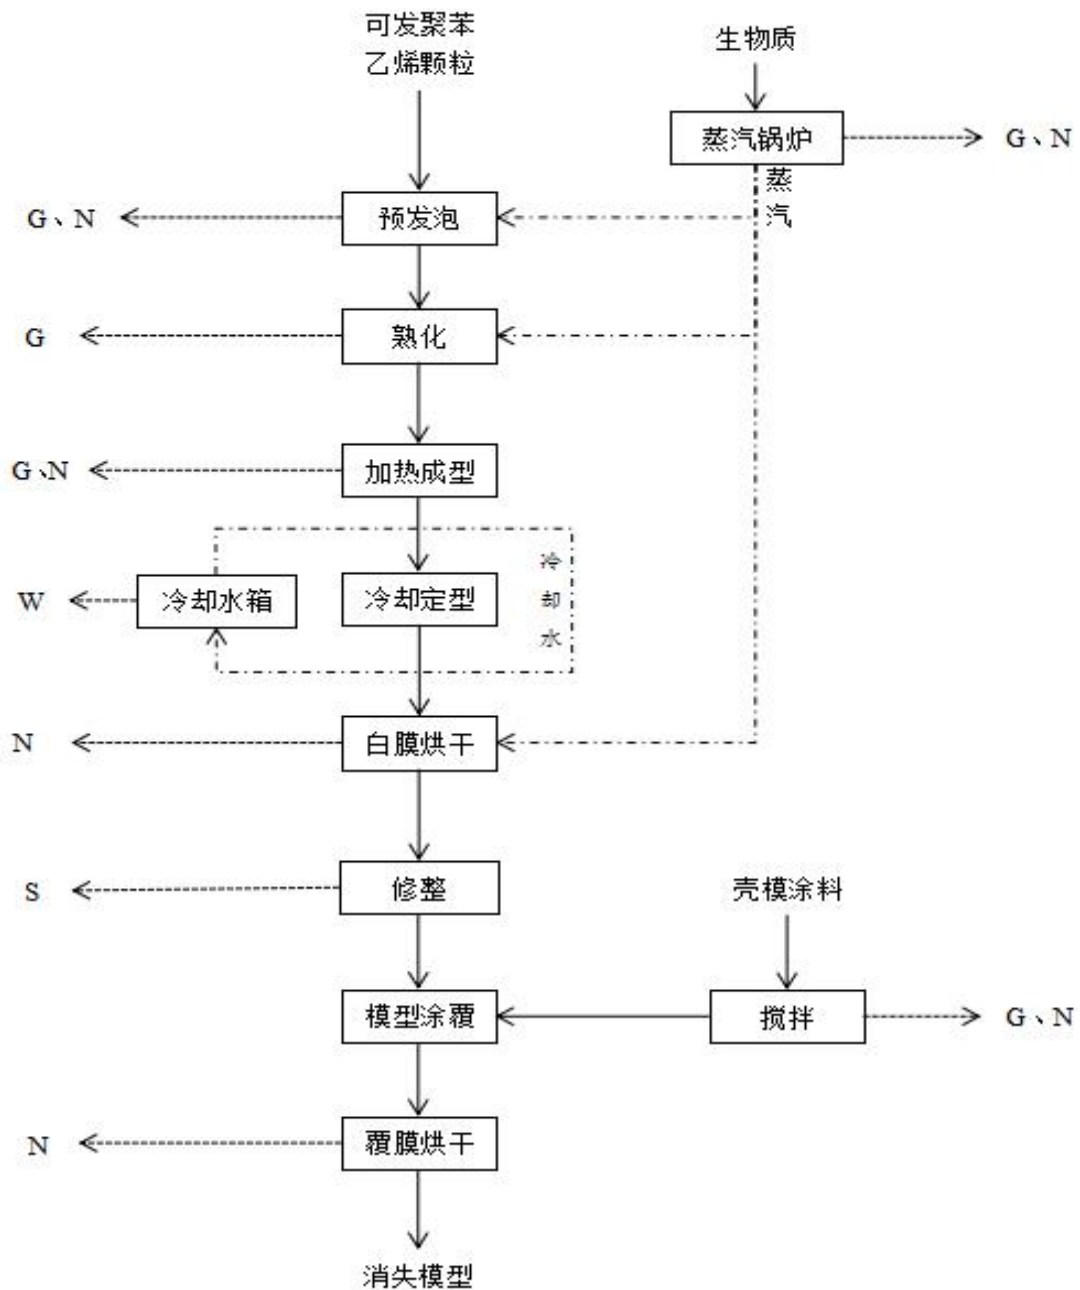 可发聚苯
乙烯颗粒
生物质
蒸汽锅炉
G、N
蒸
汽
G、N
预发泡
G
熟化
G、N
加热成型
冷
却
水
W
冷却水箱
冷却定型
N
白膜烘干
S
修整
壳模涂料
模型涂覆
搅拌
G、N
N
覆膜烘干
消失模型